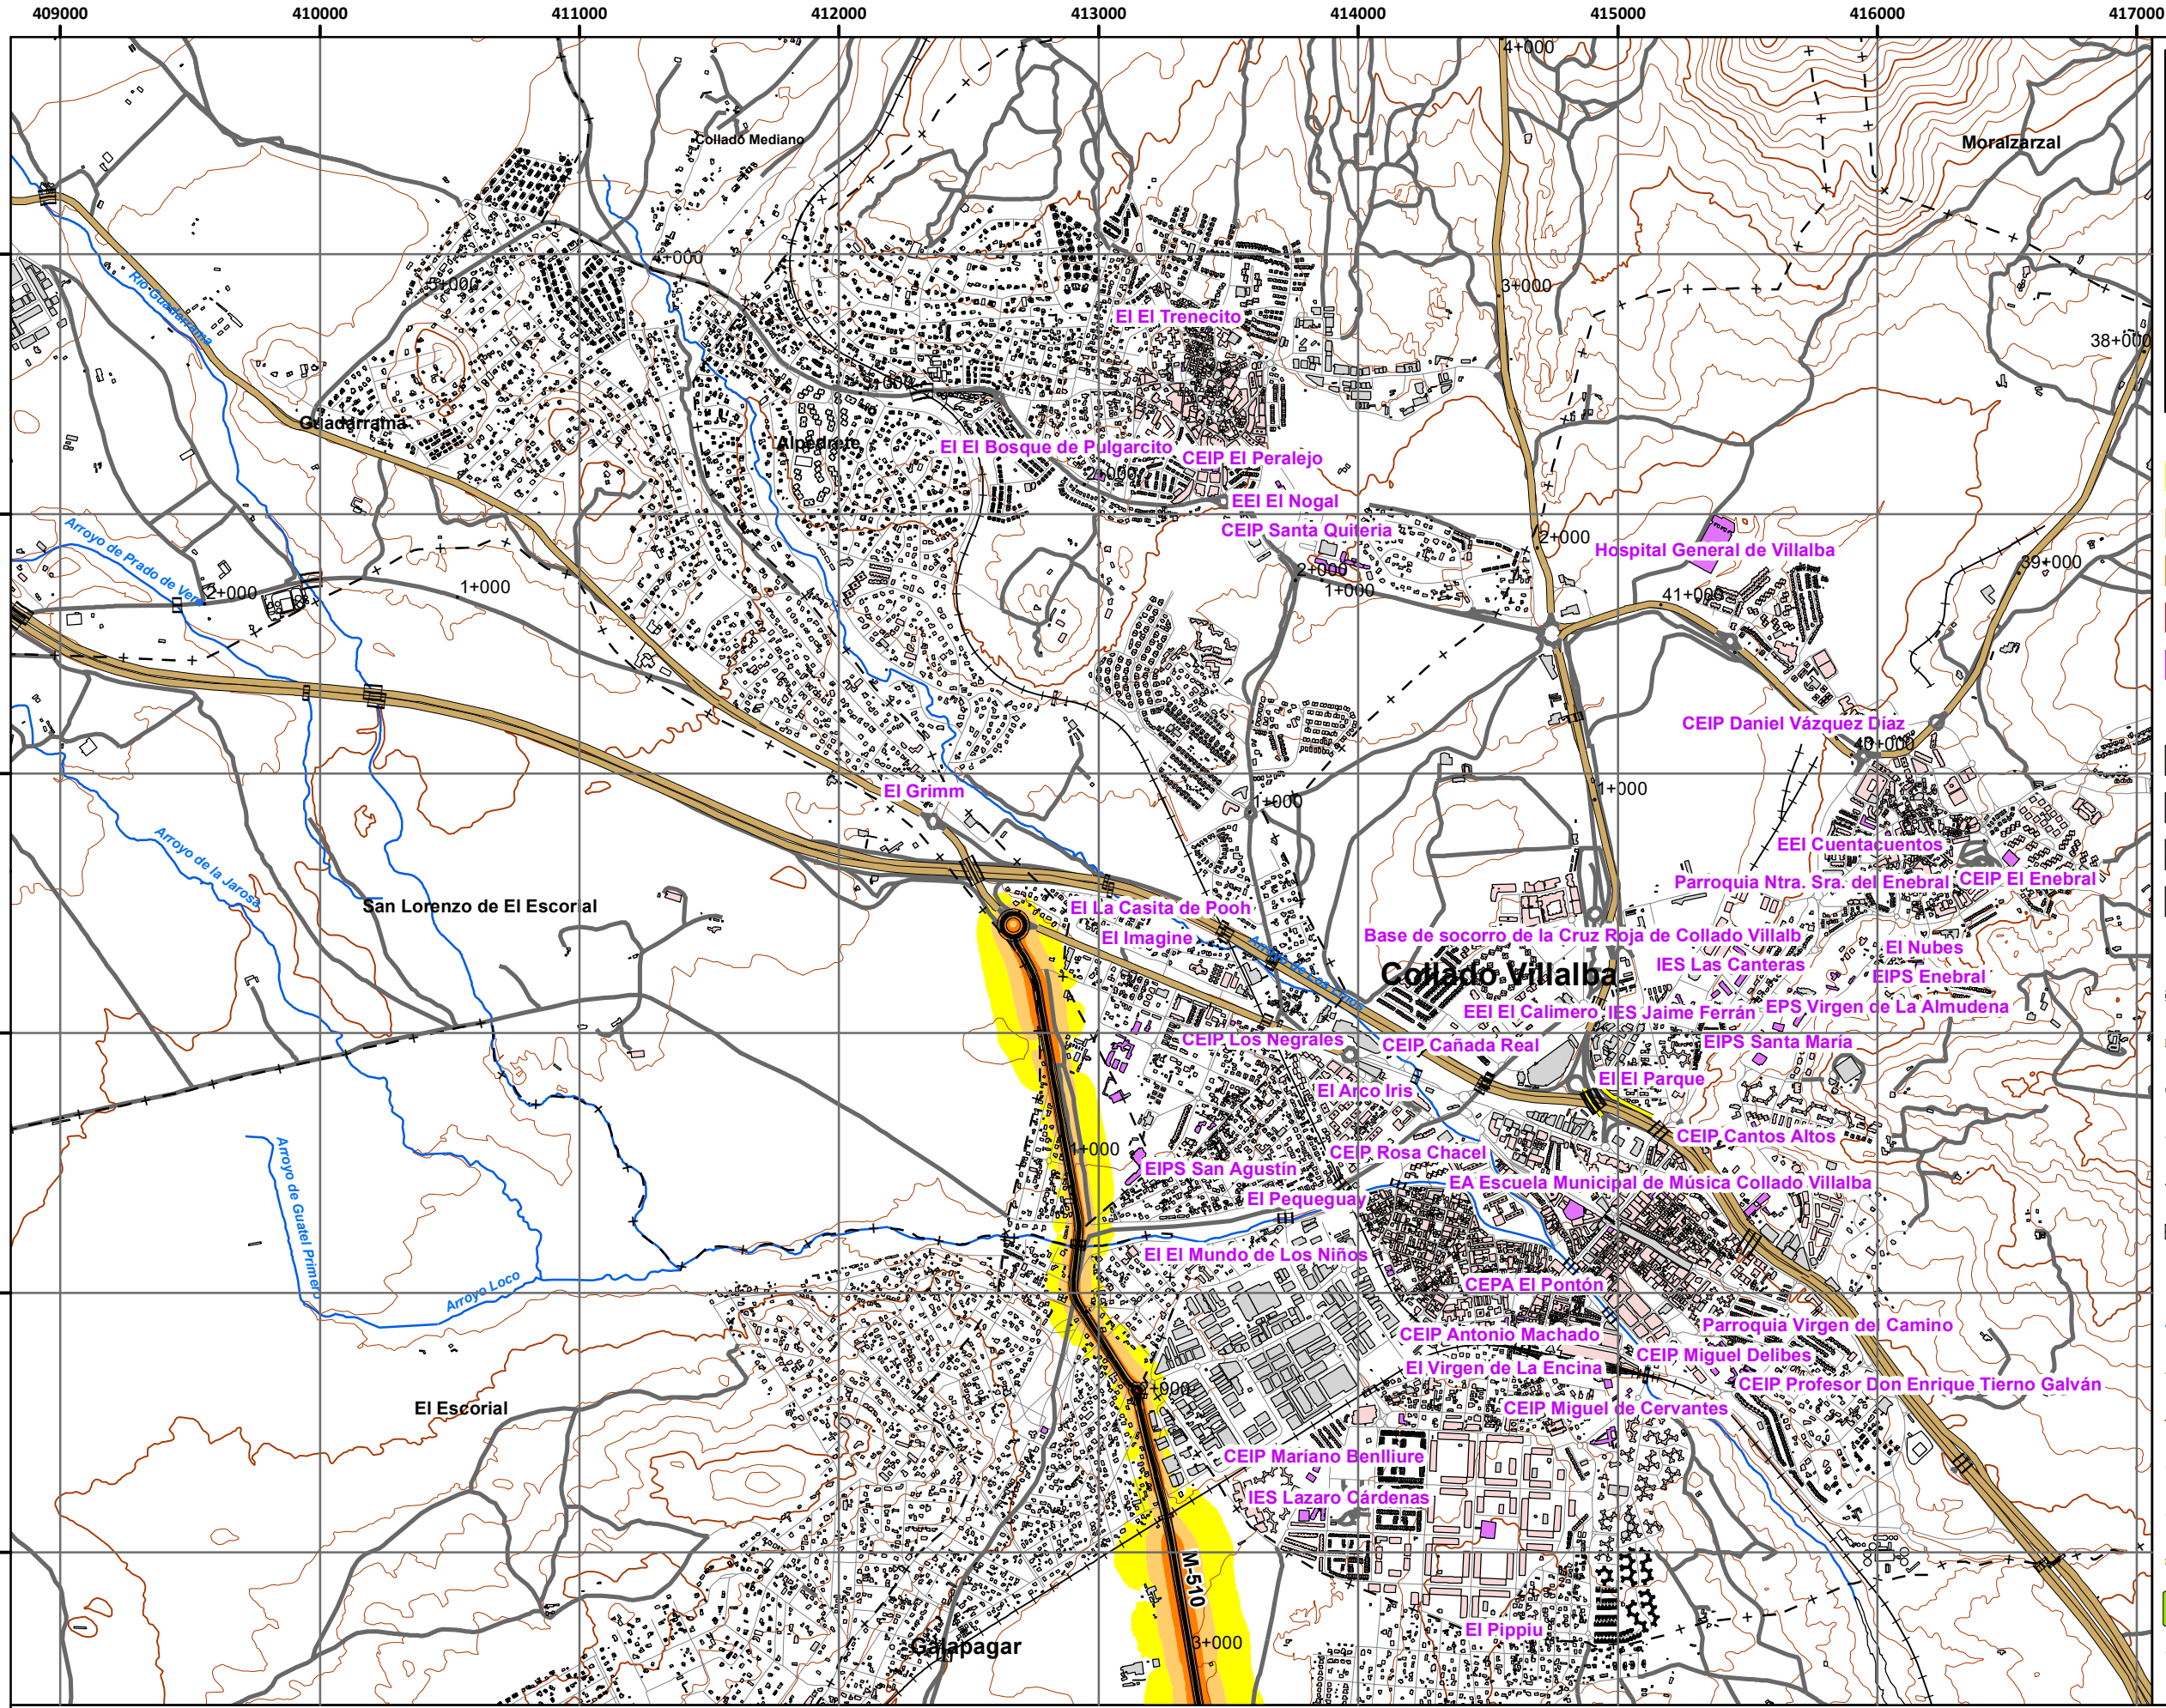 409000 410000 411000 412000 413000 414000 415000 416000 417000
4+000
Collado Mediano
Moralzarzal
4+000
5+000
3+000
Río Guadarrama
El El Trenecito
38+000
3+000
Guadarrama
Alpedrete
El El Bosque de Pulgarcito
CEIP El Peralejo
2+000
EEI El Nogal
CEIP Santa Quiteria
2+000
Hospital General de Villalba
Arroyo de Prado de Vera
2+000
1+000
2+000
1+000
39+000
41+000
CEIP Daniel Vázquez Díaz
40+000
El Grimm
1+000
1+000
EEI Cuentacuentos
Arroyo de la Jarosa
Parroquia Ntra. Sra. del Enebral
CEIP El Enebral
San Lorenzo de El Escorial
El La Casita de Pooh
El Imagine
Base de socorro de la Cruz Roja de Collado Villalb
El Nubes
IES Las Canteras
Collado Villalba
EIPS Enebral
EEI El Calimero
IES Jaime Ferrán
EPS Virgen de La Almudena
CEIP Los Negrales
CEIP Cañada Real
EIPS Santa María
El El Parque
El Arco Iris
1+000
CEIP Cantos Altos
CEIP Rosa Chacel
EIPS San Agustín
EA Escuela Municipal de Música Collado Villalba
El Pequeguay
Arroyo de Guatel Primero
El El Mundo de Los Niños
Arroyo Loco
CEPA El Pontón
Parroquia Virgen del Camino
CEIP Antonio Machado
CEIP Miguel Delibes
El Virgen de La Encina
2+000
CEIP Profesor Don Enrique Tierno Galván
El Escorial
CEIP Miguel de Cervantes
CEIP Mariano Benlliure
IES Lazaro Cárdenas
M-510
El Pippiu
3+000
Galapagar